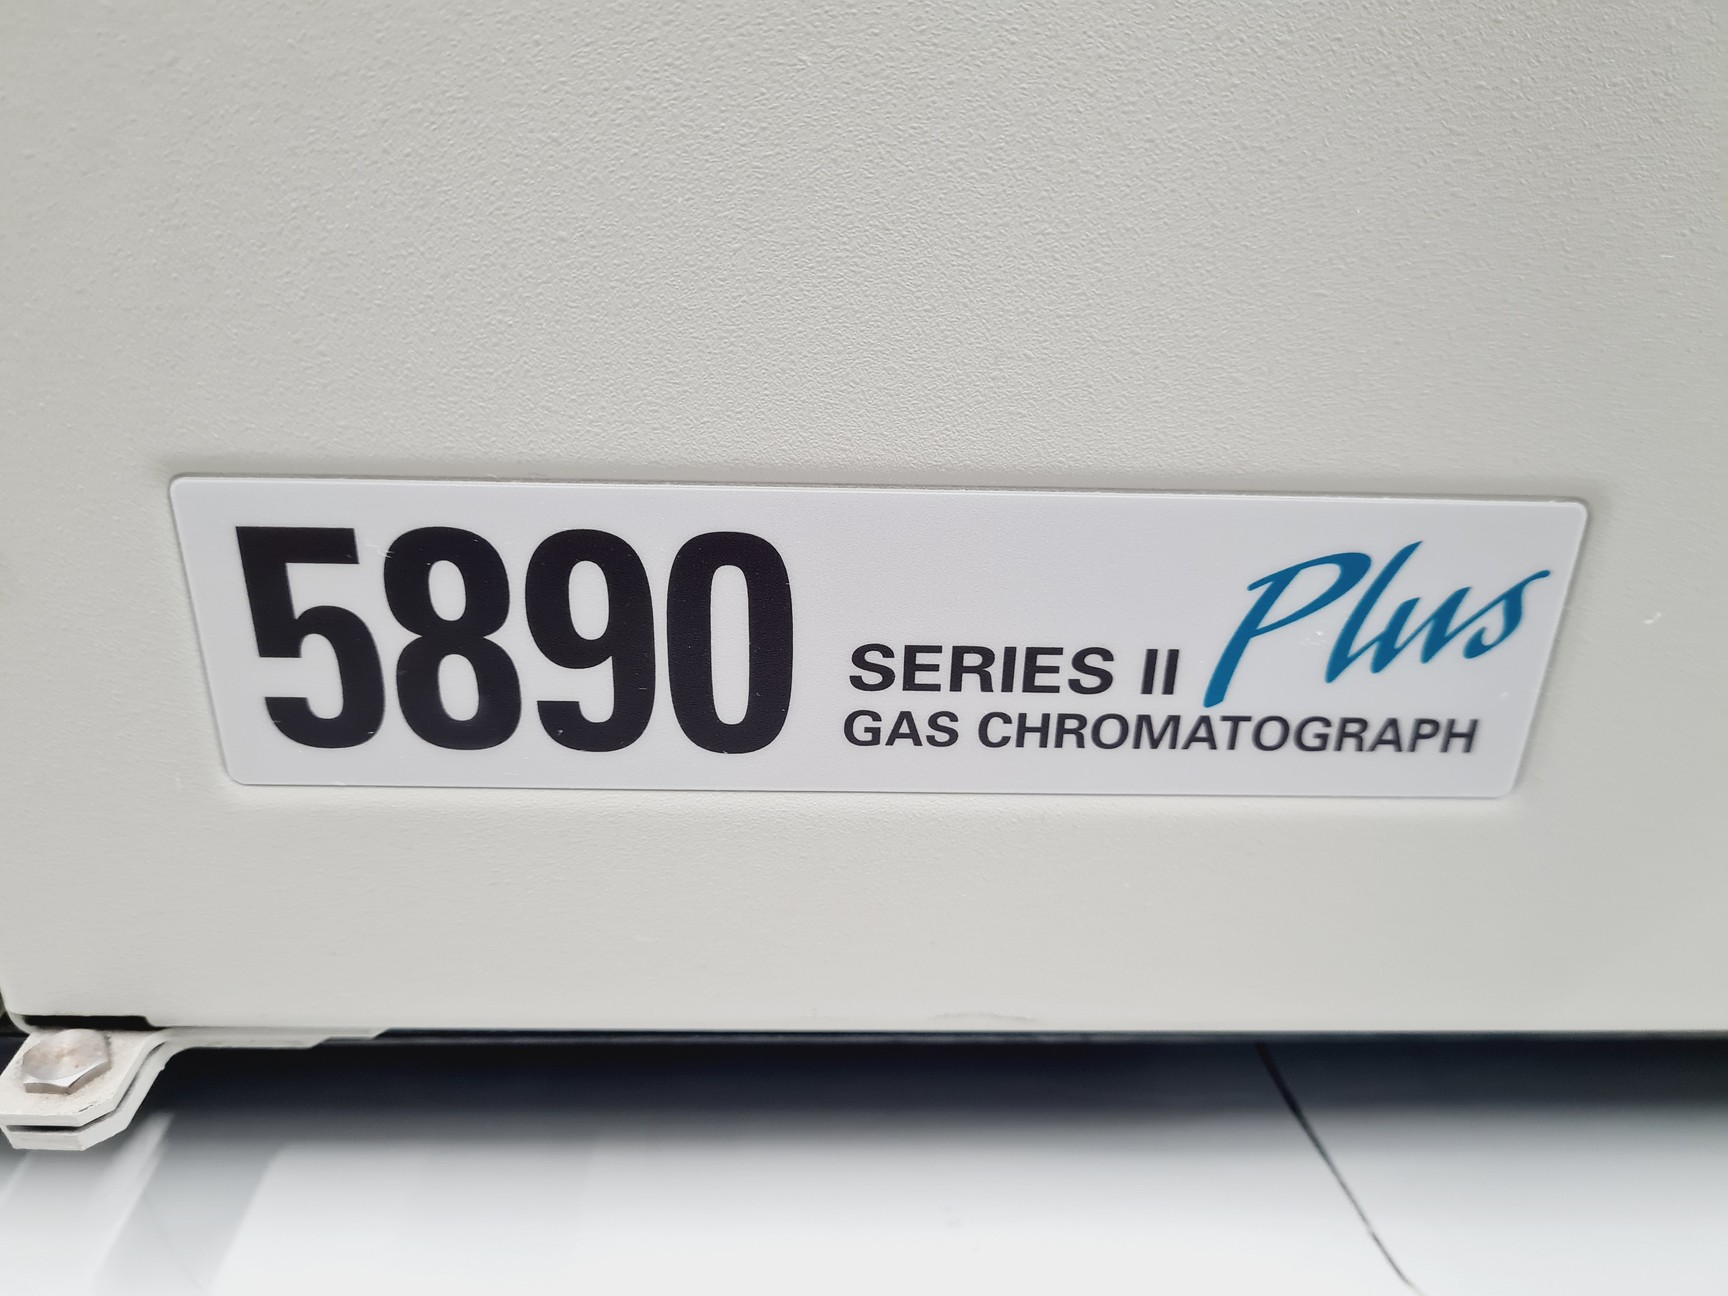 5890 SERIES II Plus
GAS CHROMATOGRAPH